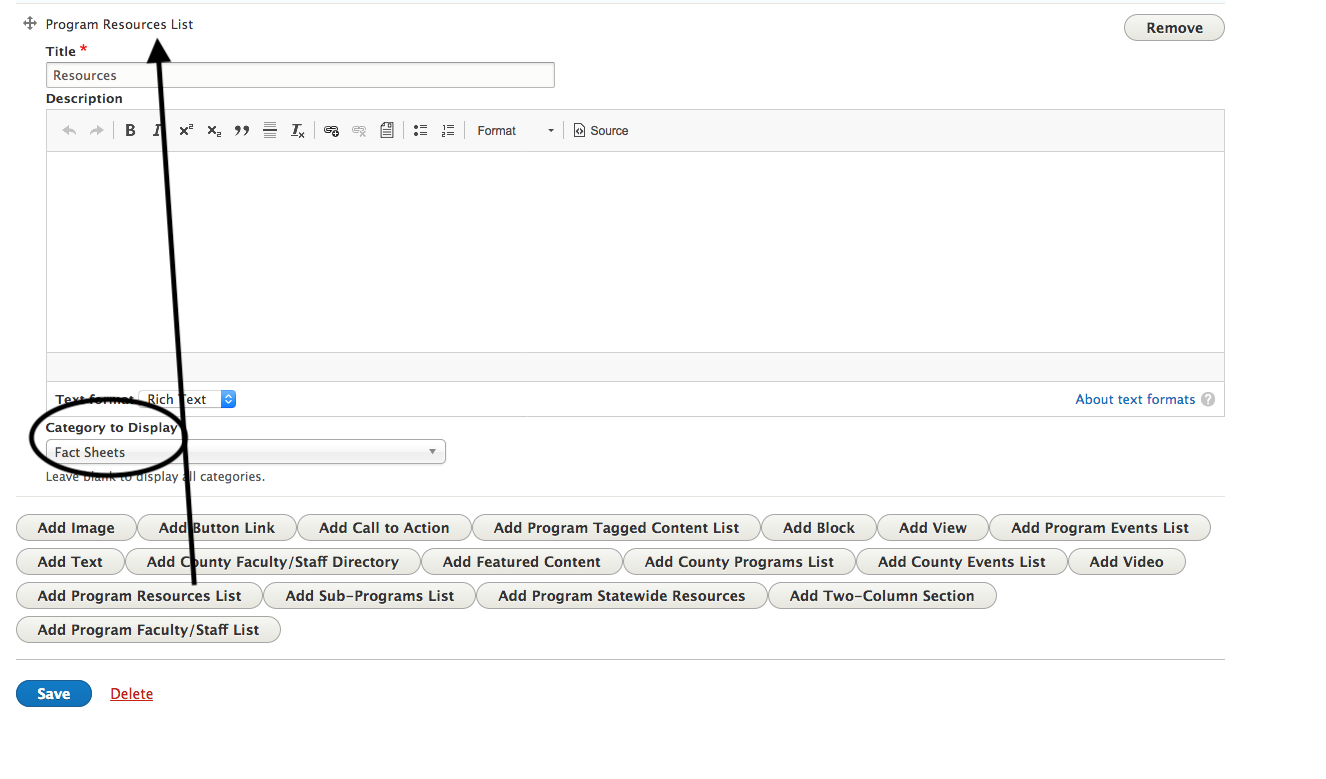 Program Resources List
Remove
Title *
Resources
Description
B I x² x₂ ” Tx Format Source
Text format Rich Text
About text formats ?
Category to Display
Fact Sheets
Leave blank to display all categories.
Add Image Add Button Link Add Call to Action Add Program Tagged Content List Add Block Add View Add Program Events List
Add Text Add County Faculty/Staff Directory Add Featured Content Add County Programs List Add County Events List Add Video
Add Program Resources List Add Sub-Programs List Add Program Statewide Resources Add Two-Column Section
Add Program Faculty/Staff List
Save Delete